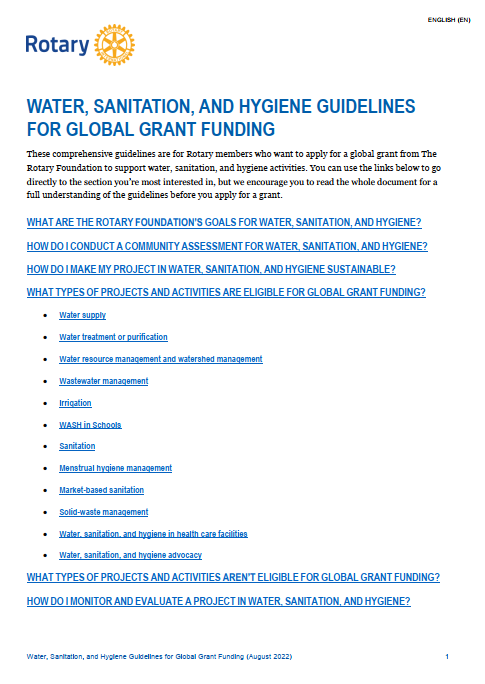 ENGLISH (EN)
Rotary
WATER, SANITATION, AND HYGIENE GUIDELINES
FOR GLOBAL GRANT FUNDING
These comprehensive guidelines are for Rotary members who want to apply for a global grant from The
Rotary Foundation to support water, sanitation, and hygiene activities. You can use the links below to go
directly to the section you're most interested in, but we encourage you to read the whole document for a
full understanding of the guidelines before you apply for a grant.
WHAT ARE THE ROTARY FOUNDATION'S GOALS FOR WATER, SANITATION, AND HYGIENE?
HOW DO I CONDUCT A COMMUNITY ASSESSMENT FOR WATER, SANITATION, AND HYGIENE?
HOW DO I MAKE MY PROJECT IN WATER, SANITATION, AND HYGIENE SUSTAINABLE?
WHAT TYPES OF PROJECTS AND ACTIVITIES ARE ELIGIBLE FOR GLOBAL GRANT FUNDING?
• Water supply
• Water treatment or purification
• Water resource management and watershed management
• Wastewater management
• Irrigation
• WASH in Schools
• Sanitation
• Menstrual hygiene management
• Market-based sanitation
• Solid-waste management
• Water, sanitation, and hygiene in health care facilities
• Water, sanitation, and hygiene advocacy
WHAT TYPES OF PROJECTS AND ACTIVITIES AREN'T ELIGIBLE FOR GLOBAL GRANT FUNDING?
HOW DO I MONITOR AND EVALUATE A PROJECT IN WATER, SANITATION, AND HYGIENE?
Water, Sanitation, and Hygiene Guidelines for Global Grant Funding (August 2022) 1